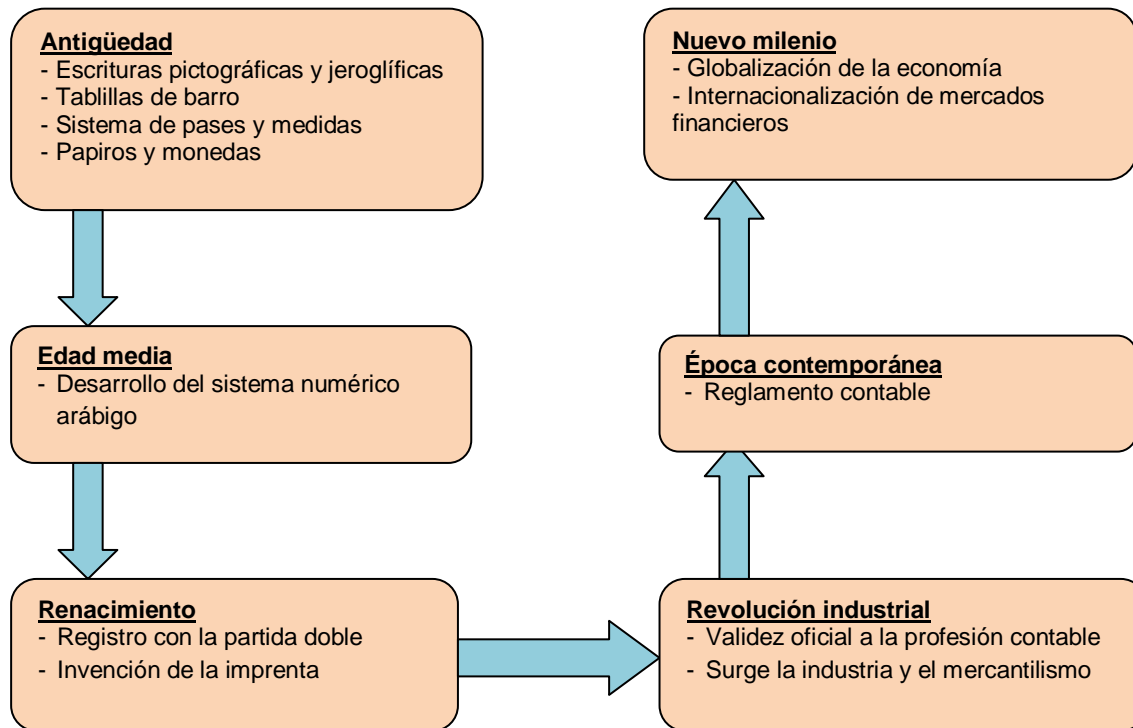 Antigüedad
- Escrituras pictográficas y jeroglíficas
- Tablillas de barro
- Sistema de pases y medidas
- Papiros y monedas
Edad media
- Desarrollo del sistema numérico
arábigo
Renacimiento
- Registro con la partida doble
- Invención de la imprenta
Revolución industrial
- Validez oficial a la profesión contable
- Surge la industria y el mercantilismo
Época contemporánea
- Reglamento contable
Nuevo milenio
- Globalización de la economía
- Internacionalización de mercados
financieros